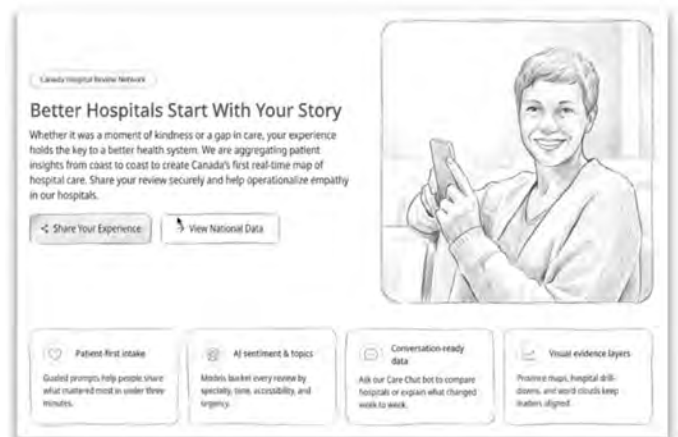 Canada Hospital Review Network
Better Hospitals Start With Your Story
Whether it was a moment of kindness or a gap in care, your experience
holds the key to a better health system. We are aggregating patient
insights from coast to coast to create Canada's first real-time map of
hospital care. Share your review securely and help operationalize empathy
in our hospitals.
Share Your Experience
View National Data
Patient-first intake
Guided prompts help people share
what mattered most in under three
minutes.
AI sentiment & topics
Models bucket every review by
specialty, tone, accessibility, and
urgency.
Conversation-ready
data
Ask our Care Chat bot to compare
hospitals or explain what changed
week to week.
Visual evidence layers
Province maps, hospital drill-
downs, and word clouds keep
leaders aligned.